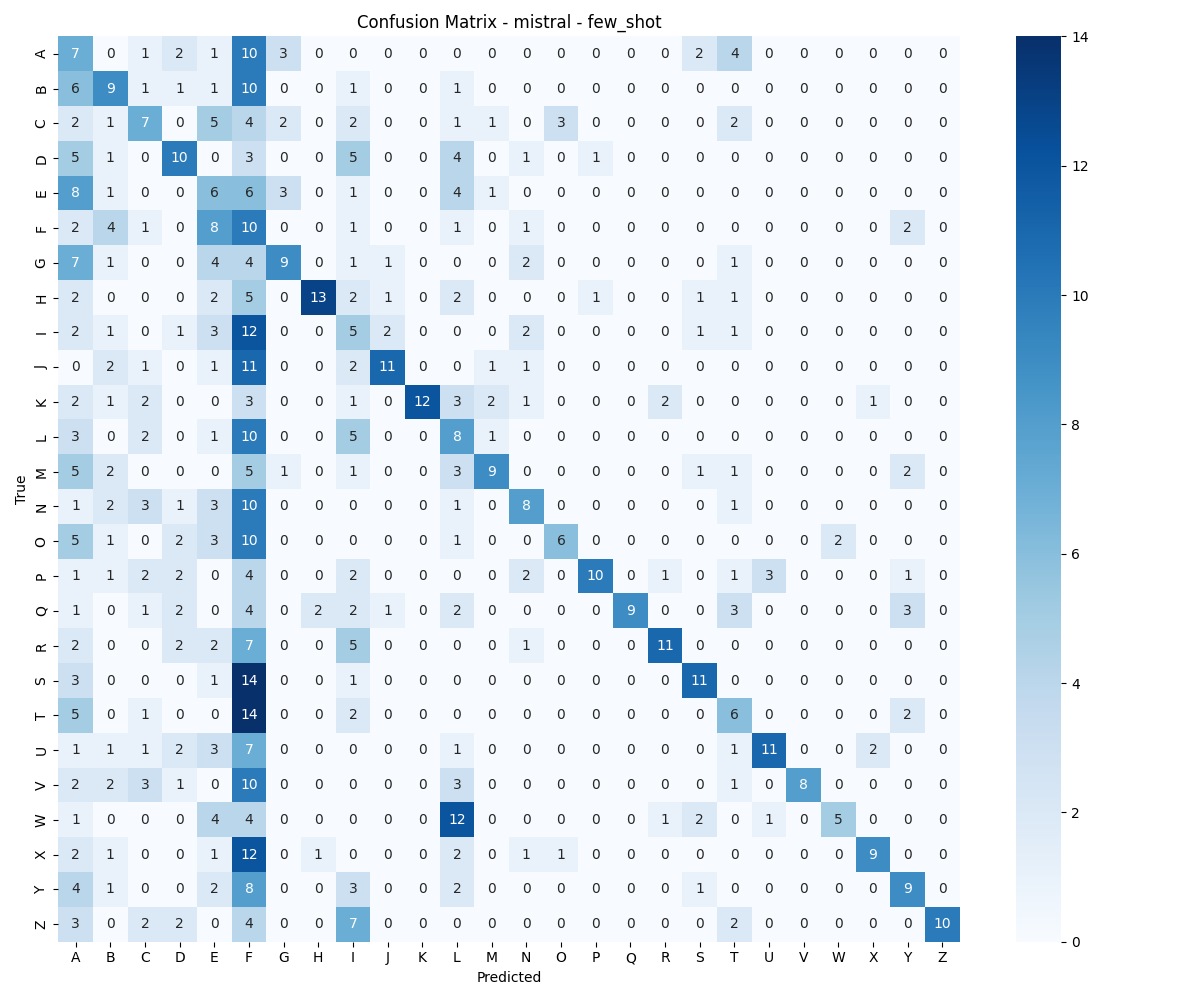 Confusion Matrix - mistral - few_shot
A 7 0 1 2 1 10 3 0 0 0 0 0 0 0 0 0 0 0 2 4 0 0 0 0 0 0
B 6 9 1 1 1 10 0 0 1 0 0 1 0 0 0 0 0 0 0 0 0 0 0 0 0 0
C 2 1 7 0 5 4 2 0 2 0 0 1 1 0 3 0 0 0 0 2 0 0 0 0 0 0
D 5 1 0 10 0 3 0 0 5 0 0 4 0 1 0 1 0 0 0 0 0 0 0 0 0 0
E 8 1 0 0 6 6 3 0 1 0 0 4 1 0 0 0 0 0 0 0 0 0 0 0 0 0
F 2 4 1 0 8 10 0 0 1 0 0 1 0 1 0 0 0 0 0 0 0 0 0 0 2 0
G 7 1 0 0 4 4 9 0 1 1 0 0 0 2 0 0 0 0 0 1 0 0 0 0 0 0
H 2 0 0 0 2 5 0 13 2 1 0 2 0 0 0 1 0 0 1 1 0 0 0 0 0 0
I 2 1 0 1 3 12 0 0 5 2 0 0 0 2 0 0 0 0 1 1 0 0 0 0 0 0
J 0 2 1 0 1 11 0 0 2 11 0 0 1 1 0 0 0 0 0 0 0 0 0 0 0 0
K 2 1 2 0 0 3 0 0 1 0 12 3 2 1 0 0 0 2 0 0 0 0 0 1 0 0
L 3 0 2 0 1 10 0 0 5 0 0 8 1 0 0 0 0 0 0 0 0 0 0 0 0 0
M 5 2 0 0 0 5 1 0 1 0 0 3 9 0 0 0 0 0 1 1 0 0 0 0 2 0
N 1 2 3 1 3 10 0 0 0 0 0 1 0 8 0 0 0 0 0 1 0 0 0 0 0 0
O 5 1 0 2 3 10 0 0 0 0 0 1 0 0 6 0 0 0 0 0 0 0 2 0 0 0
P 1 1 2 2 0 4 0 0 2 0 0 0 0 2 0 10 0 1 0 1 3 0 0 0 1 0
Q 1 0 1 2 0 4 0 2 2 1 0 2 0 0 0 0 9 0 0 3 0 0 0 0 3 0
R 2 0 0 2 2 7 0 0 5 0 0 0 0 1 0 0 0 11 0 0 0 0 0 0 0 0
S 3 0 0 0 1 14 0 0 1 0 0 0 0 0 0 0 0 0 11 0 0 0 0 0 0 0
T 5 0 1 0 0 14 0 0 2 0 0 0 0 0 0 0 0 0 0 6 0 0 0 0 2 0
U 1 1 1 2 3 7 0 0 0 0 0 1 0 0 0 0 0 0 0 1 11 0 0 2 0 0
V 2 2 3 1 0 10 0 0 0 0 0 3 0 0 0 0 0 0 0 1 0 8 0 0 0 0
W 1 0 0 0 4 4 0 0 0 0 0 12 0 0 0 0 0 1 2 0 1 0 5 0 0 0
X 2 1 0 0 1 12 0 1 0 0 0 2 0 1 1 0 0 0 0 0 0 0 0 9 0 0
Y 4 1 0 0 2 8 0 0 3 0 0 2 0 0 0 0 0 0 1 0 0 0 0 0 9 0
Z 3 0 2 2 0 4 0 0 7 0 0 0 0 0 0 0 0 0 0 2 0 0 0 0 0 10
A B C D E F G H I J K L M N O P Q R S T U V W X Y Z
Predicted
True
14
12
10
8
6
4
2
0